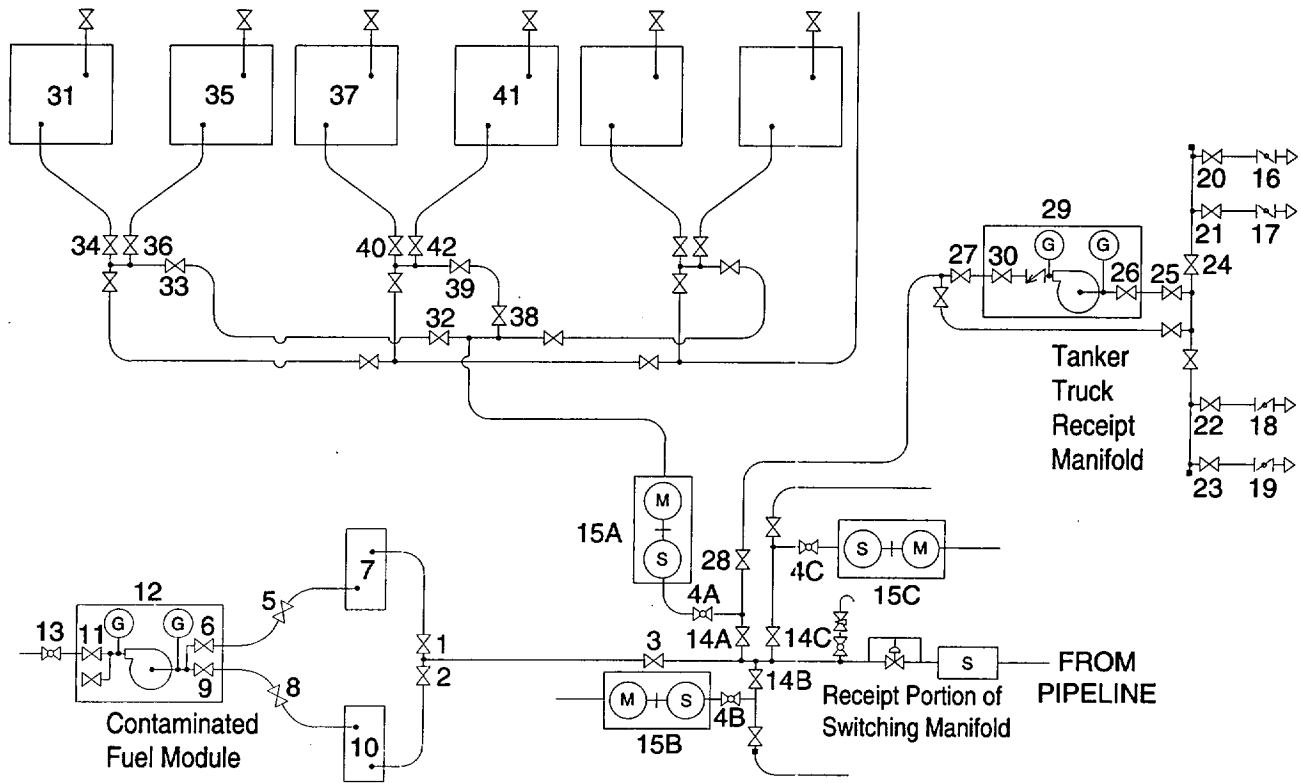 31
35
37
41
34
36
33
40
42
39
32
38
29
G
G
27
30
26
25
20
16
21
17
24
22
18
23
19
Tanker
Truck
Receipt
Manifold
M
S
15A
28
4A
14A
S
M
4C
15C
14C
7
5
12
G
G
13
11
6
9
8
10
1
2
3
14B
M
S
4B
15B
S
FROM
PIPELINE
Receipt Portion of
Switching Manifold
Contaminated
Fuel Module